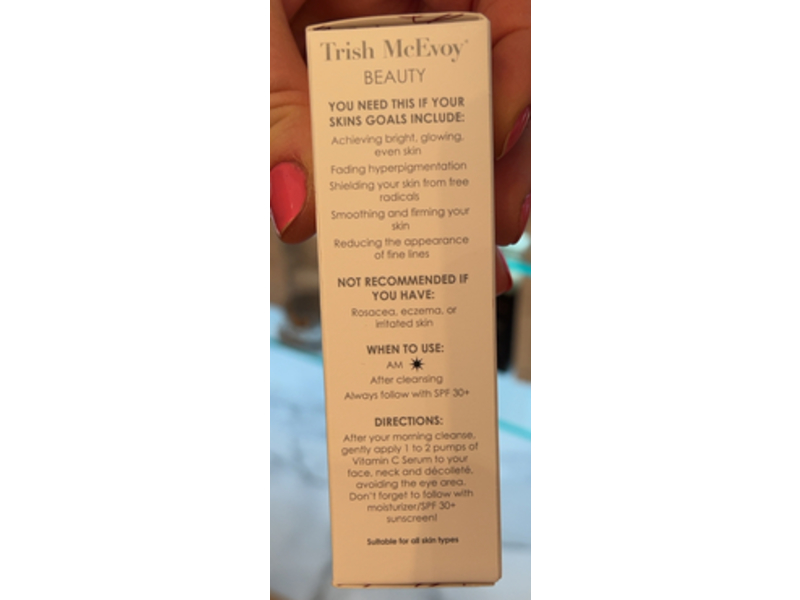 Trish McEvoy®
BEAUTY
YOU NEED THIS IF YOUR
SKINS GOALS INCLUDE:
Achieving bright, glowing,
even skin
Fading hyperpigmentation
Shielding your skin from free
radicals
Smoothing and firming your
skin
Reducing the appearance
of fine lines
NOT RECOMMENDED IF
YOU HAVE:
Rosacea, eczema, or
irritated skin
WHEN TO USE:
AM
After cleansing
Always follow with SPF 30+
DIRECTIONS:
After your morning cleanse,
gently apply 1 to 2 pumps of
Vitamin C Serum to your
face, neck and décolleté,
avoiding the eye area.
Don't forget to follow with
moisturizer/SPF 30+
sunscreen!
Suitable for all skin types